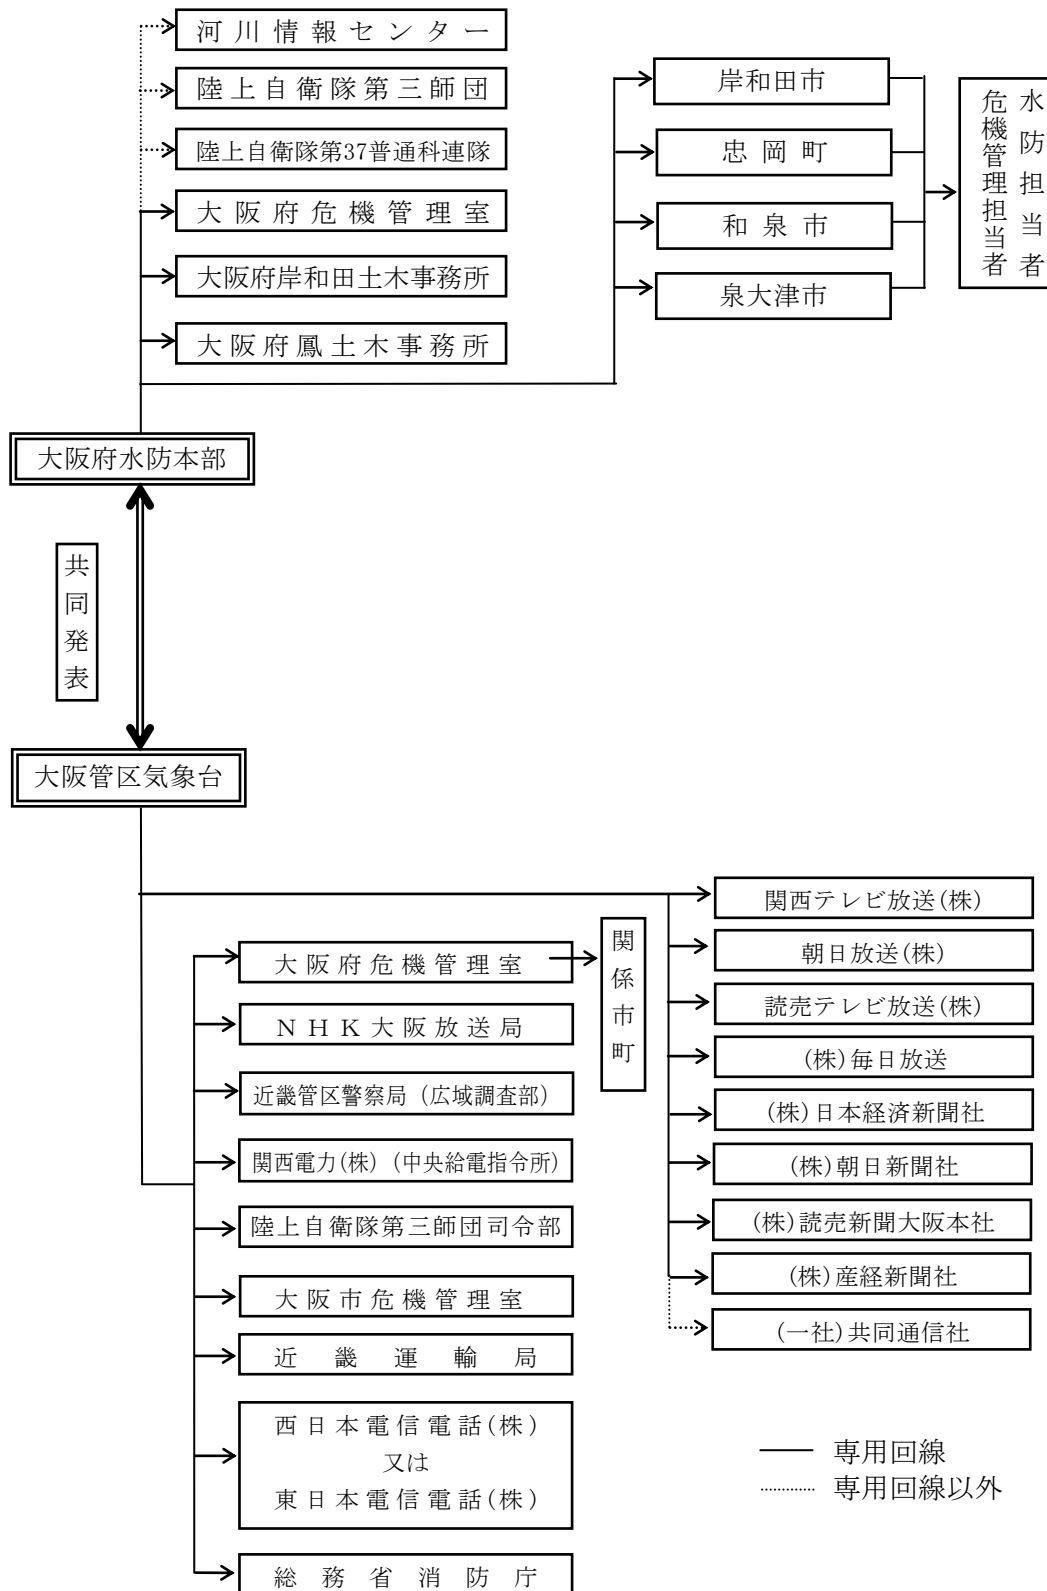 河川情報センター
陸上自衛隊第三師団
陸上自衛隊第37普通科連隊
大阪府危機管理室
大阪府岸和田土木事務所
大阪府鳳土木事務所
岸和田市
忠岡町
和泉市
泉大津市
水防担当者
危機管理担当者
大阪府水防本部
共同発表
大阪管区気象台
大阪府危機管理室
NHK大阪放送局
近畿管区警察局（広域調査部）
関西電力(株)（中央給電指令所）
陸上自衛隊第三師団司令部
大阪市危機管理室
近畿運輸局
西日本電信電話(株)
又は
東日本電信電話(株)
総務省消防庁
関係市町
関西テレビ放送(株)
朝日放送(株)
読売テレビ放送(株)
(株)毎日放送
(株)日本経済新聞社
(株)朝日新聞社
(株)読売新聞大阪本社
(株)産経新聞社
(一社)共同通信社
専用回線
専用回線以外